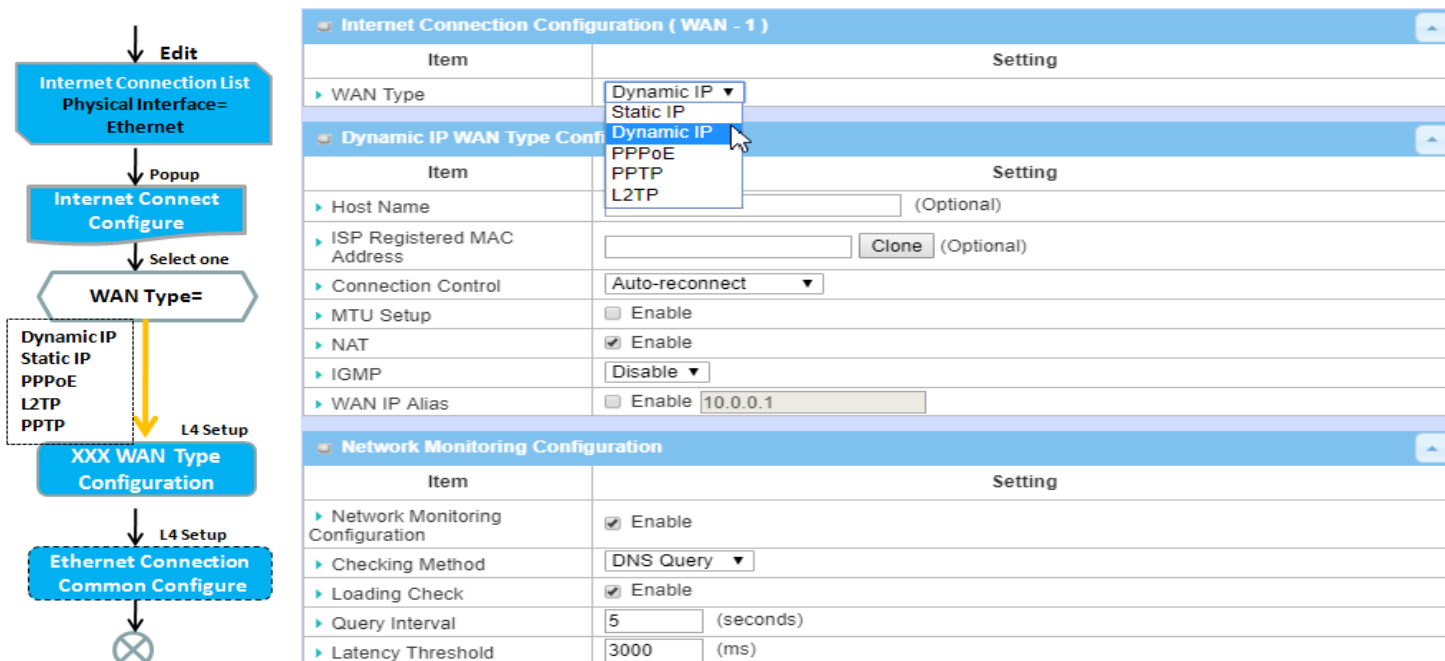 Edit
Internet Connection List
Physical Interface=
Ethernet
Popup
Internet Connect
Configure
Select one
WAN Type=
Dynamic IP
Static IP
PPPoE
L2TP
PPTP
L4 Setup
XXX WAN Type
Configuration
L4 Setup
Ethernet Connection
Common Configure
Internet Connection Configuration ( WAN - 1 )
Item Setting
WAN Type Dynamic IP
Static IP
Dynamic IP
PPPoE
PPTP
L2TP
Dynamic IP WAN Type Conf
Item Setting
Host Name (Optional)
ISP Registered MAC
Address Clone (Optional)
Connection Control Auto-reconnect
MTU Setup Enable
NAT Enable
IGMP Disable
WAN IP Alias Enable 10.0.0.1
Network Monitoring Configuration
Item Setting
Network Monitoring
Configuration Enable
Checking Method DNS Query
Loading Check Enable
Query Interval 5 (seconds)
Latency Threshold 3000 (ms)